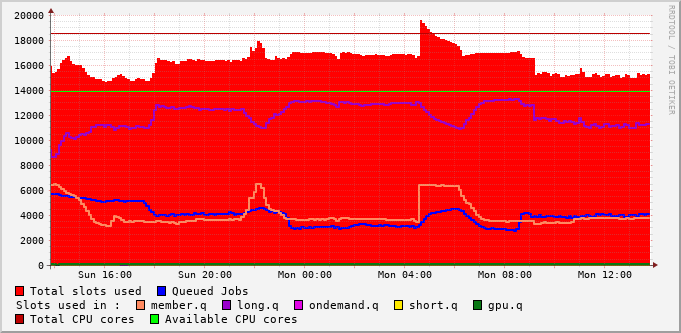 20000
18000
16000
14000
12000
10000
8000
6000
4000
2000
0
Sun 16:00 Sun 20:00 Mon 00:00 Mon 04:00 Mon 08:00 Mon 12:00
RRDTOOL / TOBI OETIKER
Total slots used Queued Jobs
Slots used in : member.q long.q ondemand.q short.q gpu.q
Total CPU cores Available CPU cores